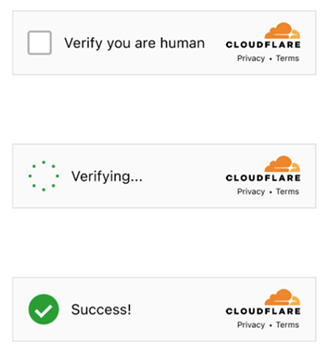 Verify you are human
CLOUDFLARE
Privacy • Terms
Verifying...
CLOUDFLARE
Privacy • Terms
Success!
CLOUDFLARE
Privacy • Terms